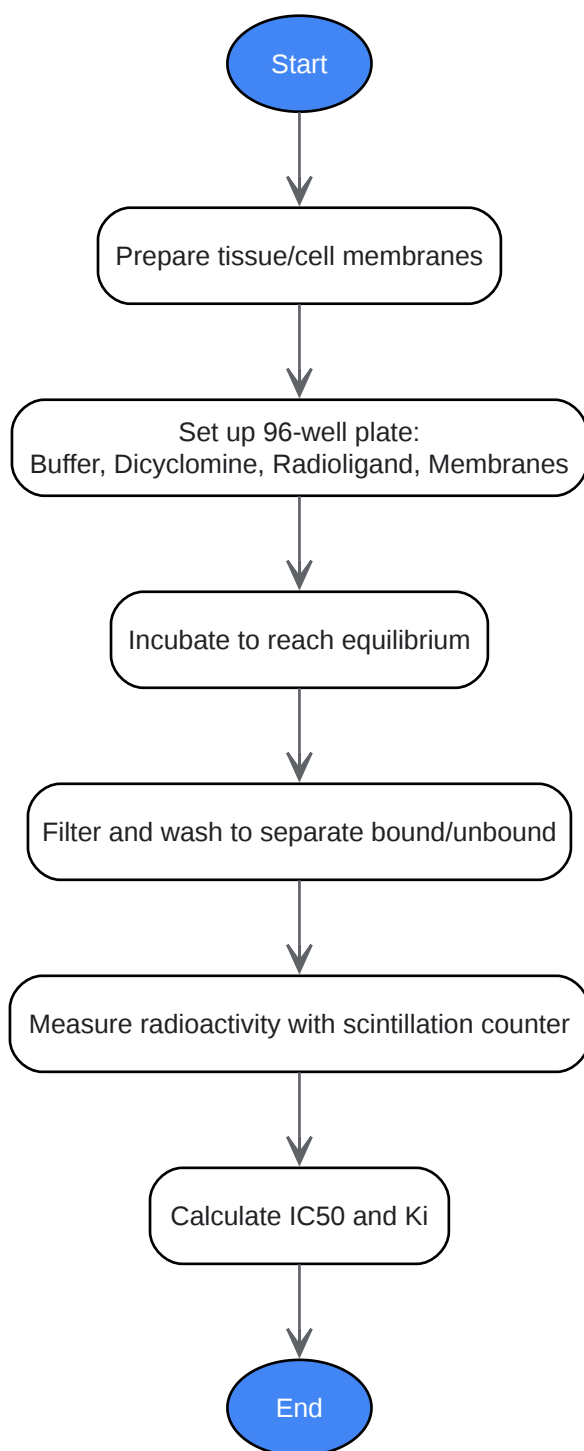 Start
Prepare tissue/cell membranes
Set up 96-well plate:
Buffer, Dicyclomine, Radioligand, Membranes
Incubate to reach equilibrium
Filter and wash to separate bound/unbound
Measure radioactivity with scintillation counter
Calculate IC50 and Ki
End